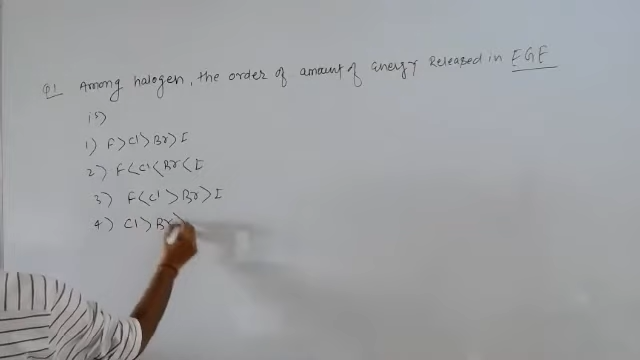 Q1 Among halogen, the order of amount of energy Released in EGE
is)
1) F>Cl>Br>I
2) F<Cl<Br<I
3) F<Cl>Br>I
4) Cl>Br>